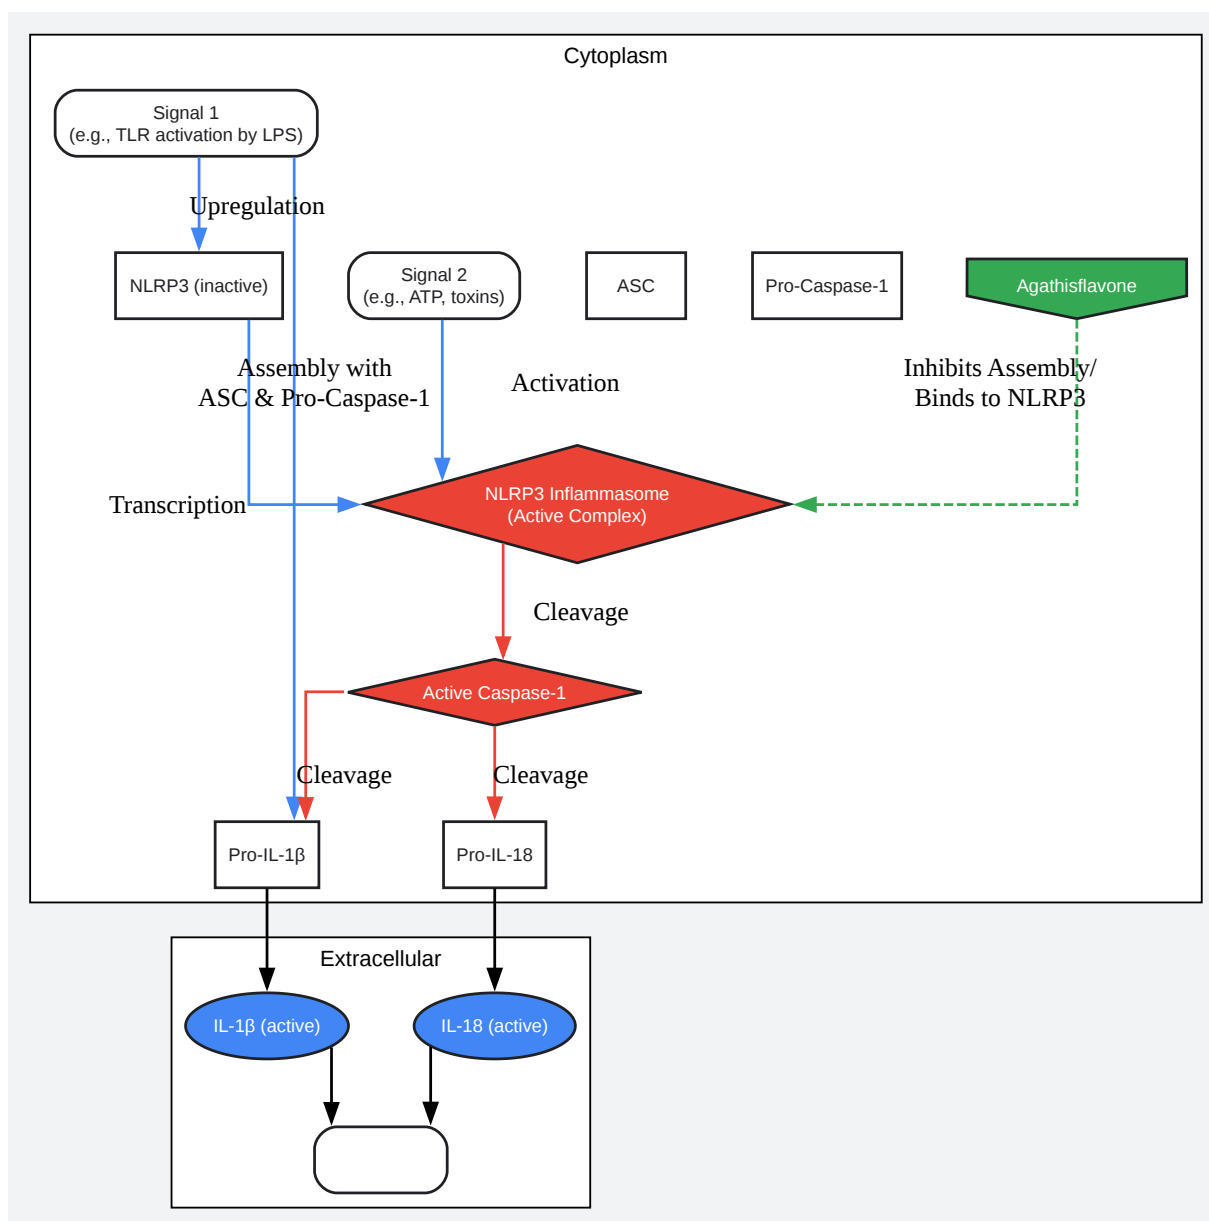 Cytoplasm
Signal 1
(e.g., TLR activation by LPS)
Upregulation
NLRP3 (inactive)
Signal 2
(e.g., ATP, toxins)
ASC
Pro-Caspase-1
Agathisflavone
Assembly with
ASC & Pro-Caspase-1
Activation
Inhibits Assembly/
Binds to NLRP3
Transcription
NLRP3 Inflammasome
(Active Complex)
Cleavage
Active Caspase-1
Cleavage
Cleavage
Pro-IL-1β
Pro-IL-18
Extracellular
IL-1β (active)
IL-18 (active)